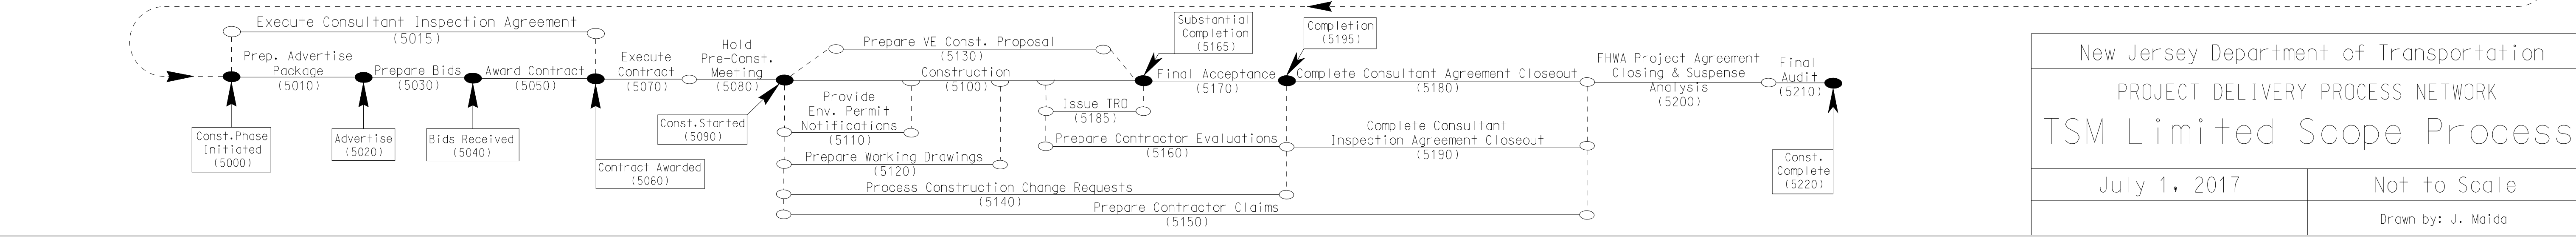 Execute Consultant Inspection Agreement
(5015)
Prep. Advertise
Package
(5010)
Prepare Bids
(5030)
Award Contract
(5050)
Execute
Contract
(5070)
Hold
Pre-Const.
Meeting
(5080)
Const.Phase
Initiated
(5000)
Advertise
(5020)
Bids Received
(5040)
Contract Awarded
(5060)
Const.Started
(5090)
Prepare VE Const. Proposal
(5130)
Construction
(5100)
Provide
Env. Permit
Notifications
(5110)
Prepare Working Drawings
(5120)
Process Construction Change Requests
(5140)
Prepare Contractor Claims
(5150)
Issue TRO
(5185)
Prepare Contractor Evaluations
(5160)
Substantial
Completion
(5165)
Final Acceptance
(5170)
Completion
(5195)
Complete Consultant Agreement Closeout
(5180)
Complete Consultant
Inspection Agreement Closeout
(5190)
FHWA Project Agreement
Closing & Suspense
Analysis
(5200)
Final
Audit
(5210)
Const.
Complete
(5220)
New Jersey Department of Transportation
PROJECT DELIVERY PROCESS NETWORK
TSM Limited Scope Process
July 1, 2017
Not to Scale
Drawn by: J. Maida